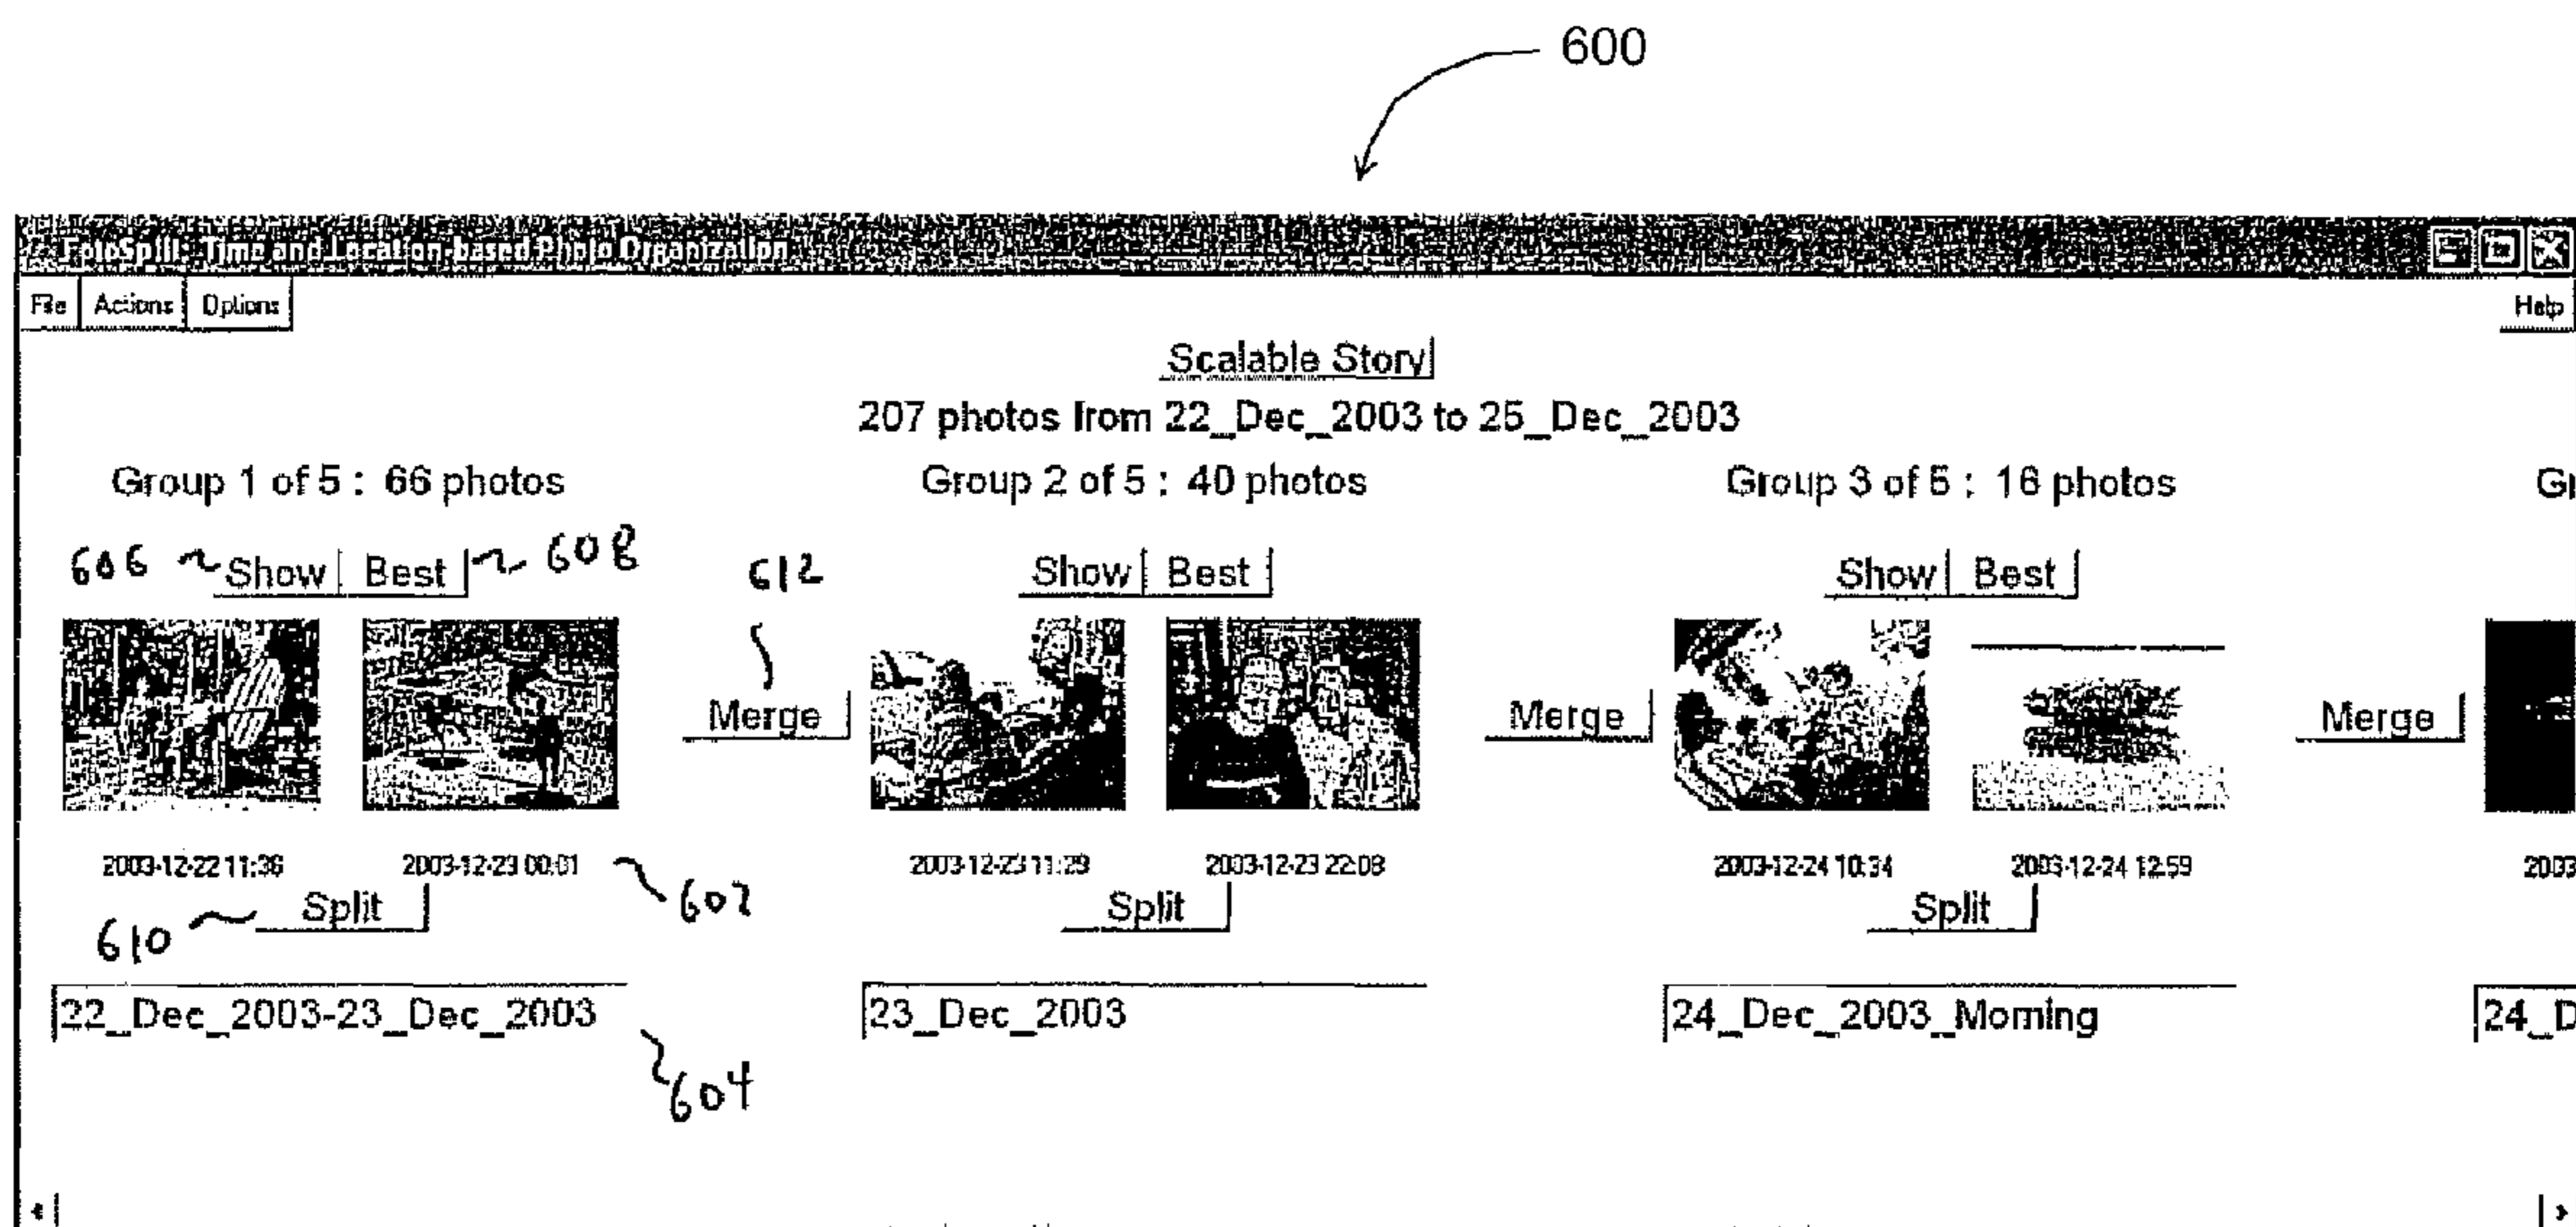 600
Time and Location-based Photo Organization
File Actions Options Help
Scalable Story
207 photos from 22_Dec_2003 to 25_Dec_2003
Group 1 of 5 : 66 photos Group 2 of 5 : 40 photos Group 3 of 5 : 16 photos
606 Show Best 608 612 Show Best Show Best
Merge Merge Merge
2003-12-22 11:36 2003-12-23 00:01 2003-12-23 11:29 2003-12-23 22:08 2003-12-24 10:34 2003-12-24 12:59 2003
610 Split 602 Split Split
22_Dec_2003-23_Dec_2003 23_Dec_2003 24_Dec_2003_Morning 24_D
604